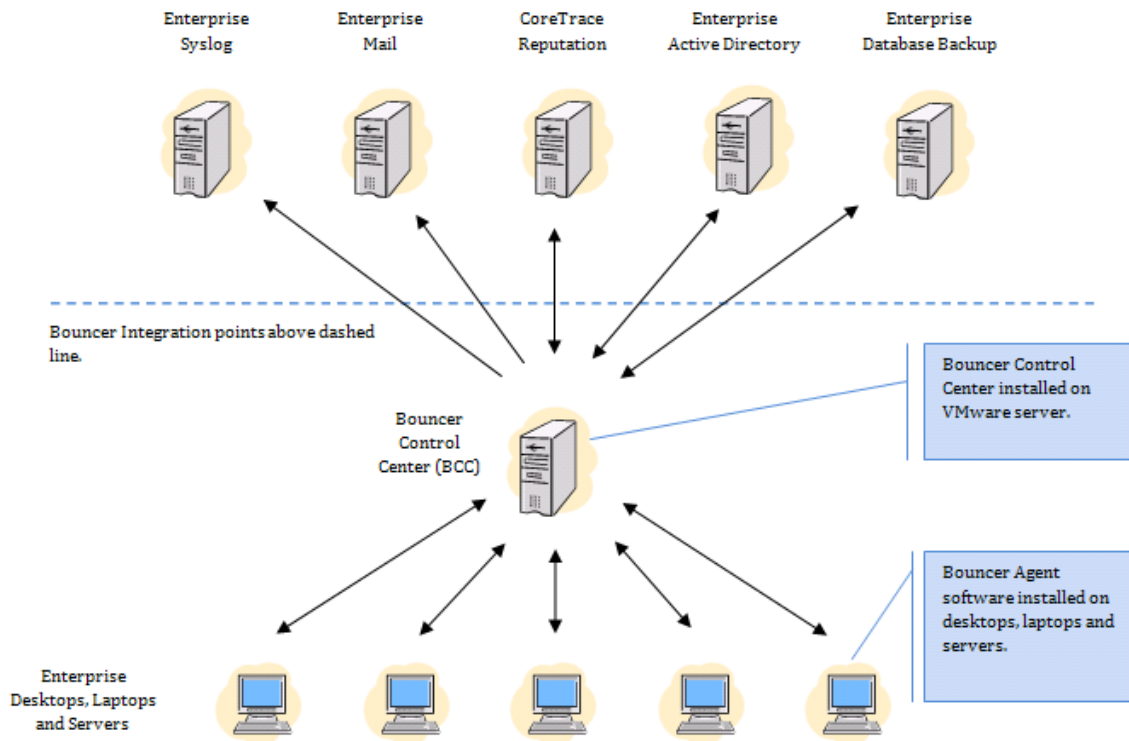 Enterprise
Syslog
Enterprise
Mail
CoreTrace
Reputation
Enterprise
Active Directory
Enterprise
Database Backup
Bouncer Integration points above dashed
line.
Bouncer Control
Center installed on
VMware server.
Bouncer
Control
Center (BCC)
Bouncer Agent
software installed on
desktops, laptops and
servers.
Enterprise
Desktops, Laptops
and Servers